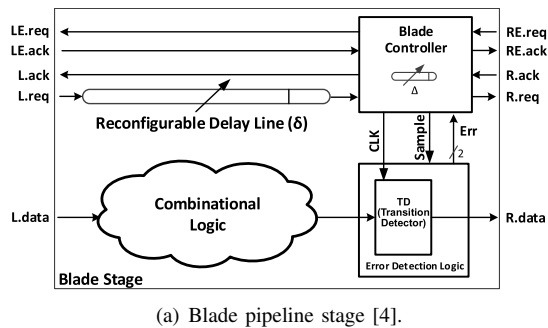 LE.req
LE.ack
L.ack
L.req
Blade
Controller
Δ
RE.req
RE.ack
R.ack
R.req
Reconfigurable Delay Line (δ)
CLK
Sample
Err
2
L.data
Combinational
Logic
TD
(Transition
Detector)
R.data
Error Detection Logic
Blade Stage
(a) Blade pipeline stage [4].